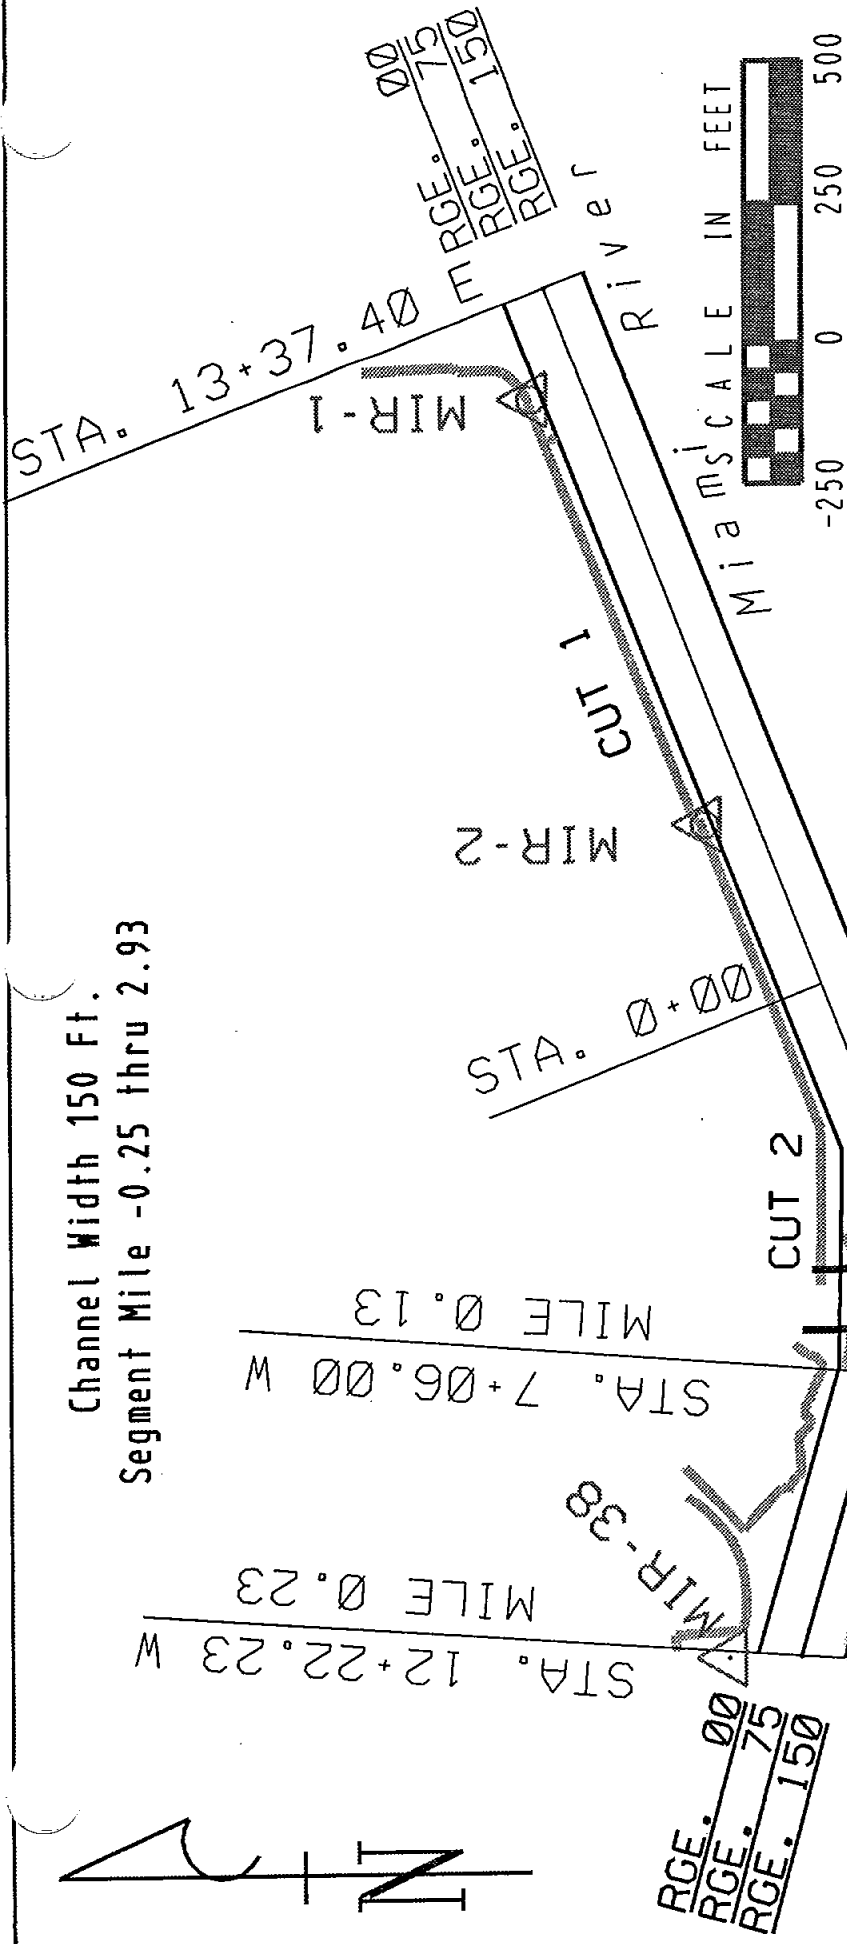 Channel Width 150 Ft.
Segment Mile -0.25 thru 2.93
N
STA. 12+22.23 W
MILE 0.23
STA. 7+06.00 W
MILE 0.13
STA. 0+00
STA. 13+37.40 E
RGE. 00
RGE. 75
RGE. 150
RGE. 00
RGE. 75
RGE. 150
MIR-38
MIR-2
MIR-1
CUT 2
CUT 1
Miami River
SCALE IN FEET
-250 0 250 500